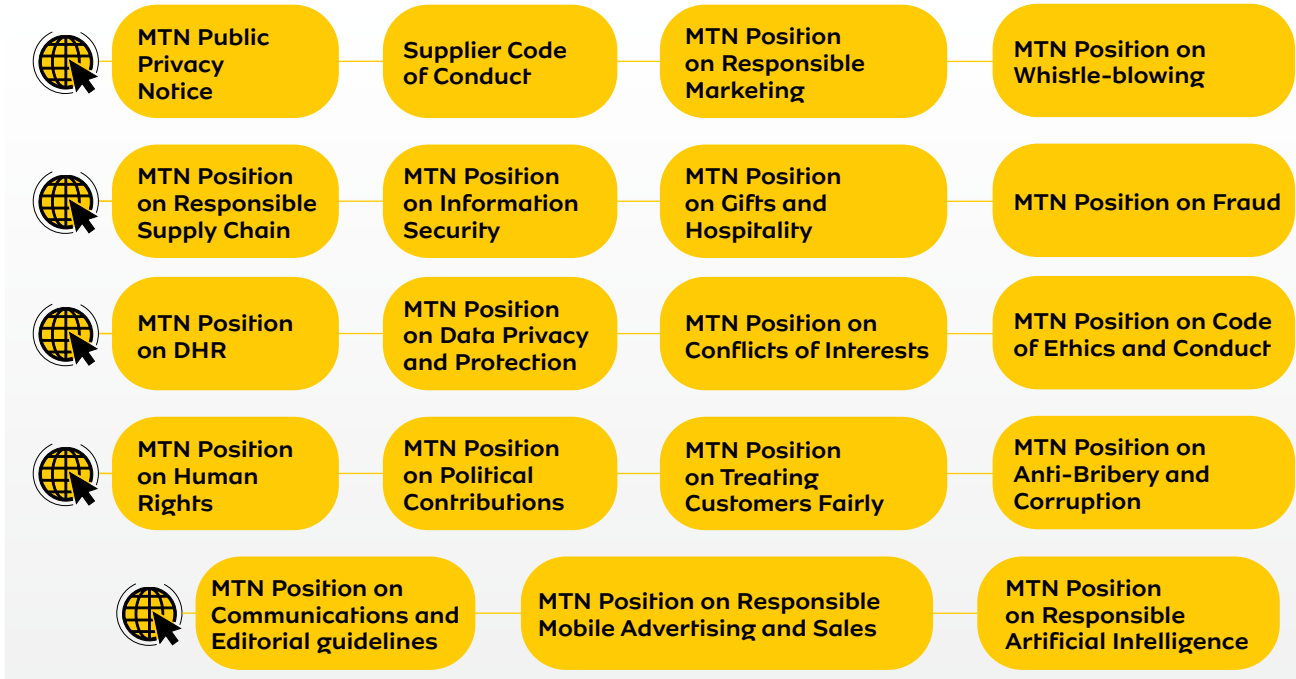 MTN Public
Privacy
Notice
Supplier Code
of Conduct
MTN Position
on Responsible
Marketing
MTN Position on
Whistle-blowing
MTN Position
on Responsible
Supply Chain
MTN Position
on Information
Security
MTN Position
on Gifts and
Hospitality
MTN Position on Fraud
MTN Position
on DHR
MTN Position
on Data Privacy
and Protection
MTN Position on
Conflicts of Interests
MTN Position on Code
of Ethics and Conduct
MTN Position
on Human
Rights
MTN Position
on Political
Contributions
MTN Position
on Treating
Customers Fairly
MTN Position on
Anti-Bribery and
Corruption
MTN Position on
Communications and
Editorial guidelines
MTN Position on Responsible
Mobile Advertising and Sales
MTN Position
on Responsible
Artificial Intelligence